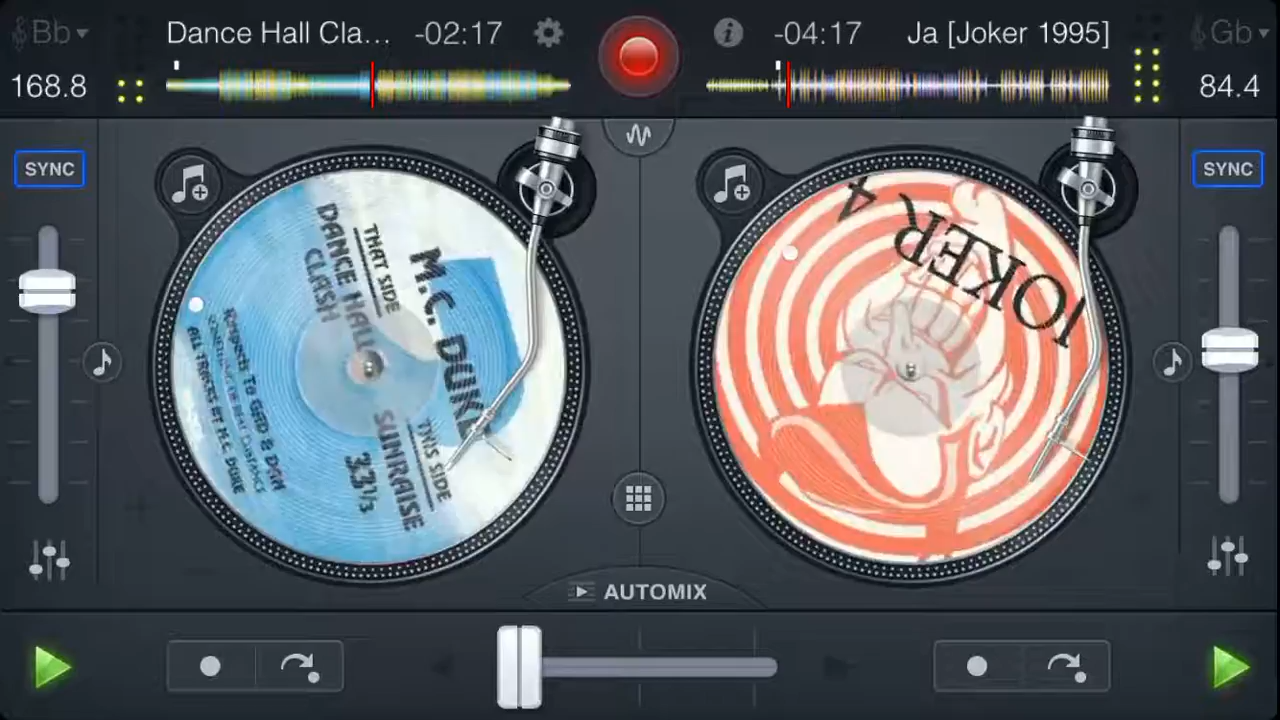 Bb
Dance Hall Cla...
-02:17
-04:17
Ja [Joker 1995]
Gb
168.8
84.4
SYNC
SYNC
M.C. DUKE
THAT SIDE
DANCE HALL
CLASH
THIS SIDE
SUNRAISE
33⅓
Respects To GOD &
ALL TRACKS BY M.C. DUKE
JOKER 4
AUTOMIX